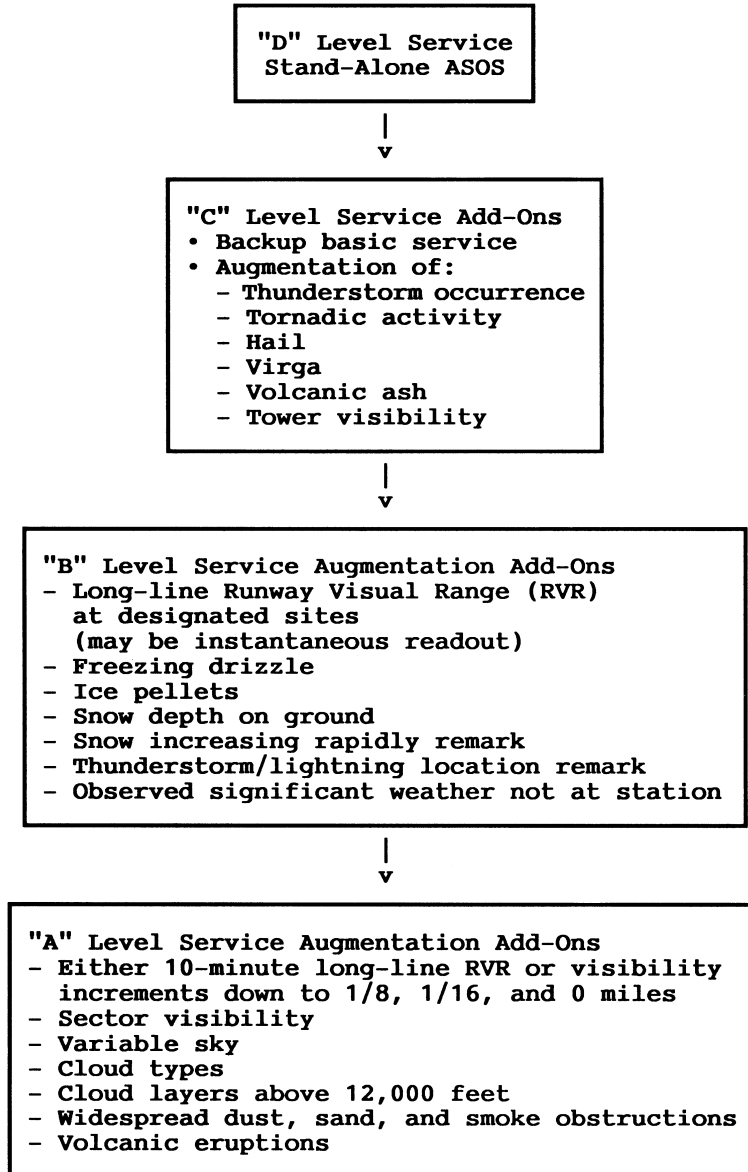 "D" Level Service
Stand-Alone ASOS
"C" Level Service Add-Ons
• Backup basic service
• Augmentation of:
– Thunderstorm occurrence
– Tornadic activity
– Hail
– Virga
– Volcanic ash
– Tower visibility
"B" Level Service Augmentation Add-Ons
– Long-line Runway Visual Range (RVR)
at designated sites
(may be instantaneous readout)
– Freezing drizzle
– Ice pellets
– Snow depth on ground
– Snow increasing rapidly remark
– Thunderstorm/lightning location remark
– Observed significant weather not at station
"A" Level Service Augmentation Add-Ons
– Either 10-minute long-line RVR or visibility
increments down to 1/8, 1/16, and 0 miles
– Sector visibility
– Variable sky
– Cloud types
– Cloud layers above 12,000 feet
– Widespread dust, sand, and smoke obstructions
– Volcanic eruptions